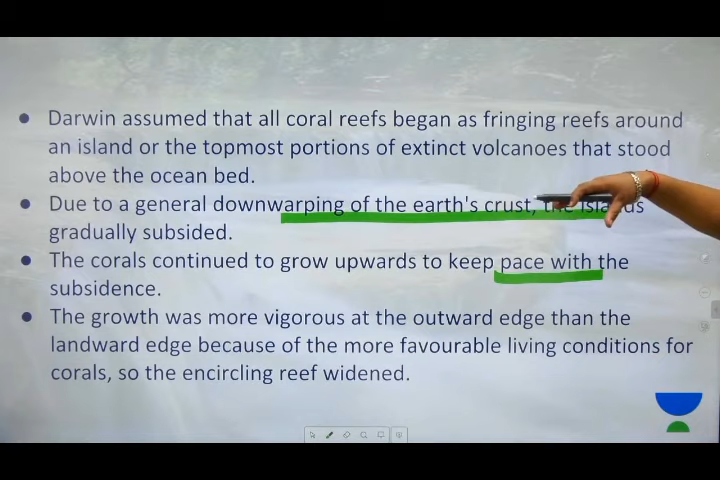 Darwin assumed that all coral reefs began as fringing reefs around
an island or the topmost portions of extinct volcanoes that stood
above the ocean bed.
Due to a general downwarping of the earth's crust, the islands
gradually subsided.
The corals continued to grow upwards to keep pace with the
subsidence.
The growth was more vigorous at the outward edge than the
landward edge because of the more favourable living conditions for
corals, so the encircling reef widened.